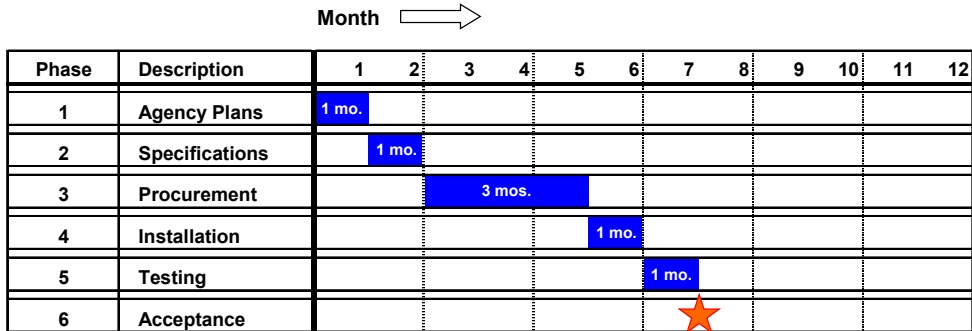 Month
Phase Description 1 2 3 4 5 6 7 8 9 10 11 12
1 Agency Plans 1 mo.
2 Specifications 1 mo.
3 Procurement 3 mos.
4 Installation 1 mo.
5 Testing 1 mo.
6 Acceptance